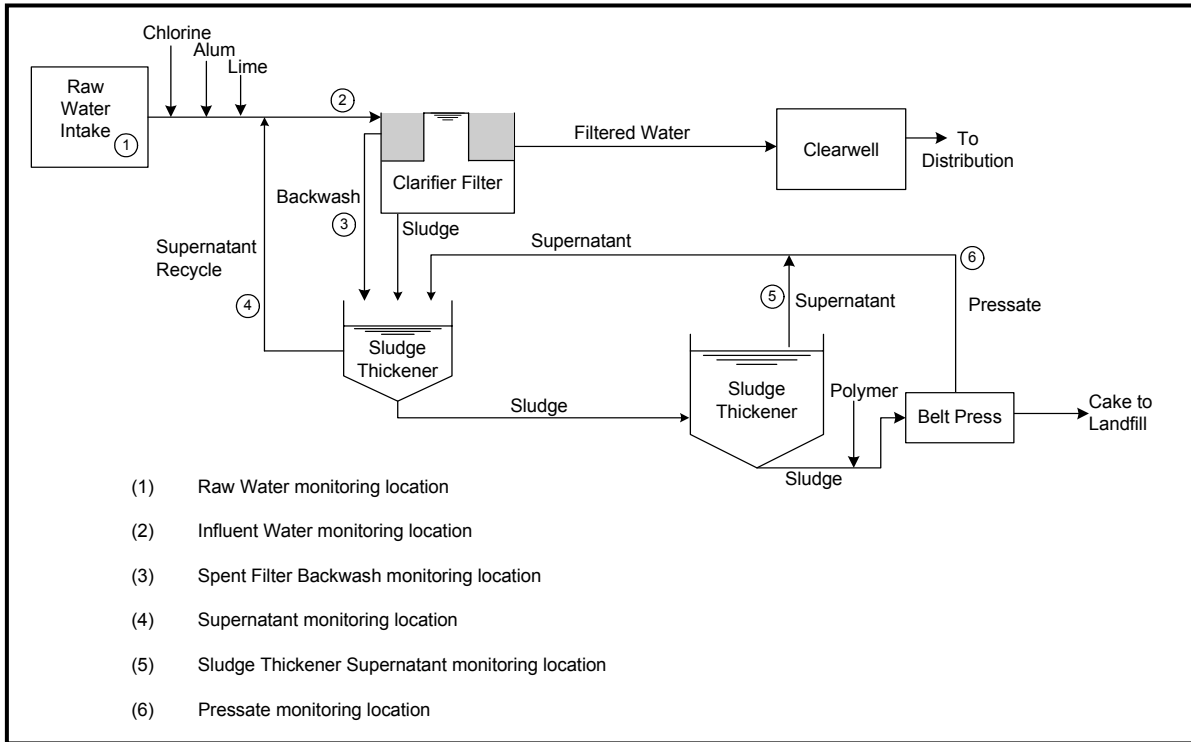 Chlorine
Alum
Lime
Raw
Water
Intake
1
2
Filtered Water
Clearwell
To
Distribution
Clarifier Filter
Backwash
3
Sludge
Supernatant
Recycle
4
Supernatant
6
5
Supernatant
Pressate
Sludge
Thickener
Sludge
Sludge
Thickener
Polymer
Belt Press
Cake to
Landfill
Sludge
(1) Raw Water monitoring location
(2) Influent Water monitoring location
(3) Spent Filter Backwash monitoring location
(4) Supernatant monitoring location
(5) Sludge Thickener Supernatant monitoring location
(6) Pressate monitoring location